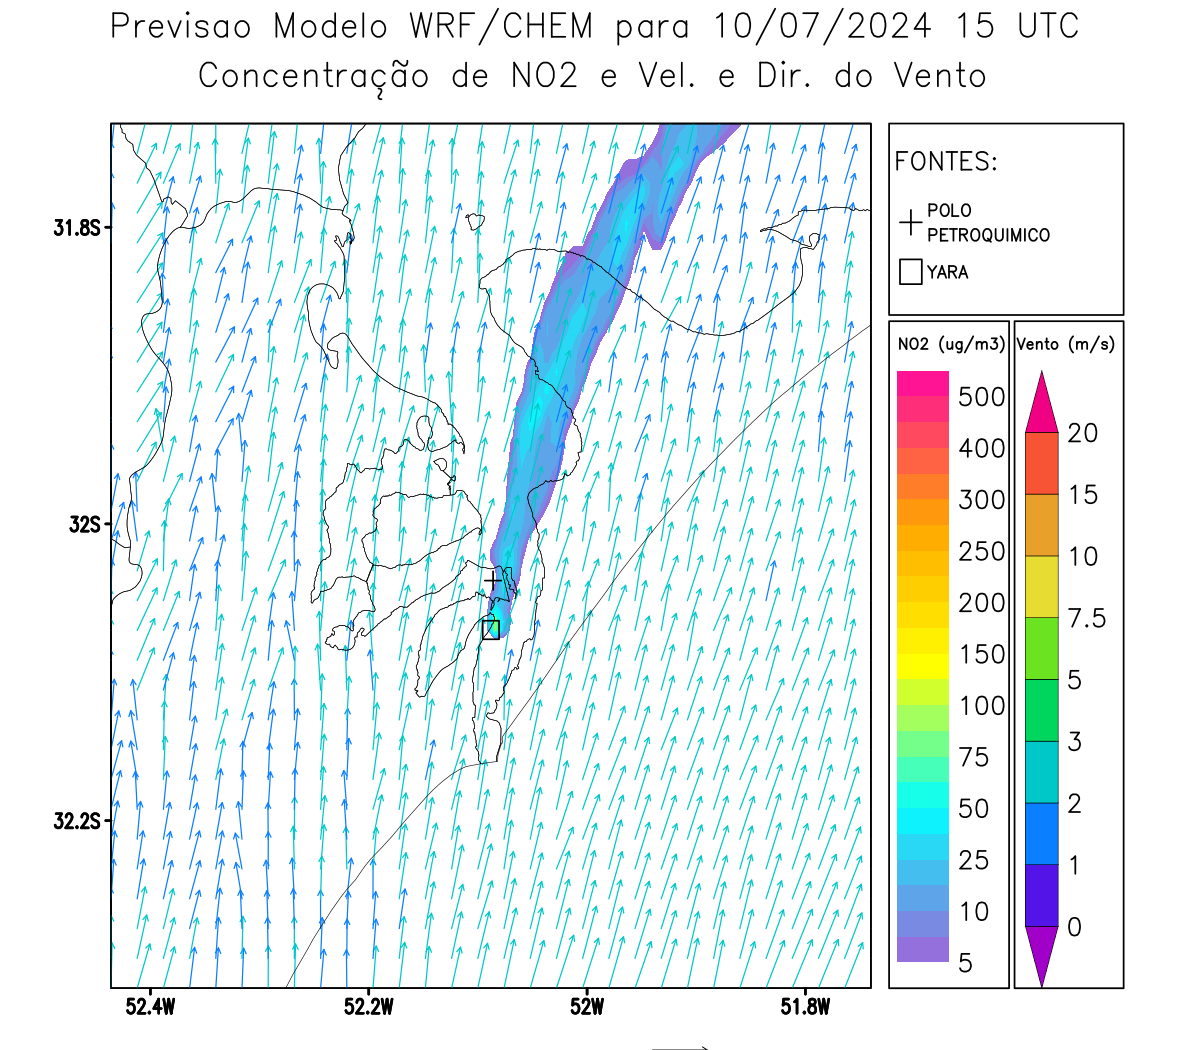 Previsao Modelo WRF/CHEM para 10/07/2024 15 UTC
Concentração de NO2 e Vel. e Dir. do Vento
FONTES:
POLO
PETROQUIMICO
YARA
31.8S
32S
32.2S
52.4W
52.2W
52W
51.8W
NO2 (ug/m3)
500
400
300
250
200
150
100
75
50
25
10
5
Vento (m/s)
20
15
10
7.5
5
3
2
1
0